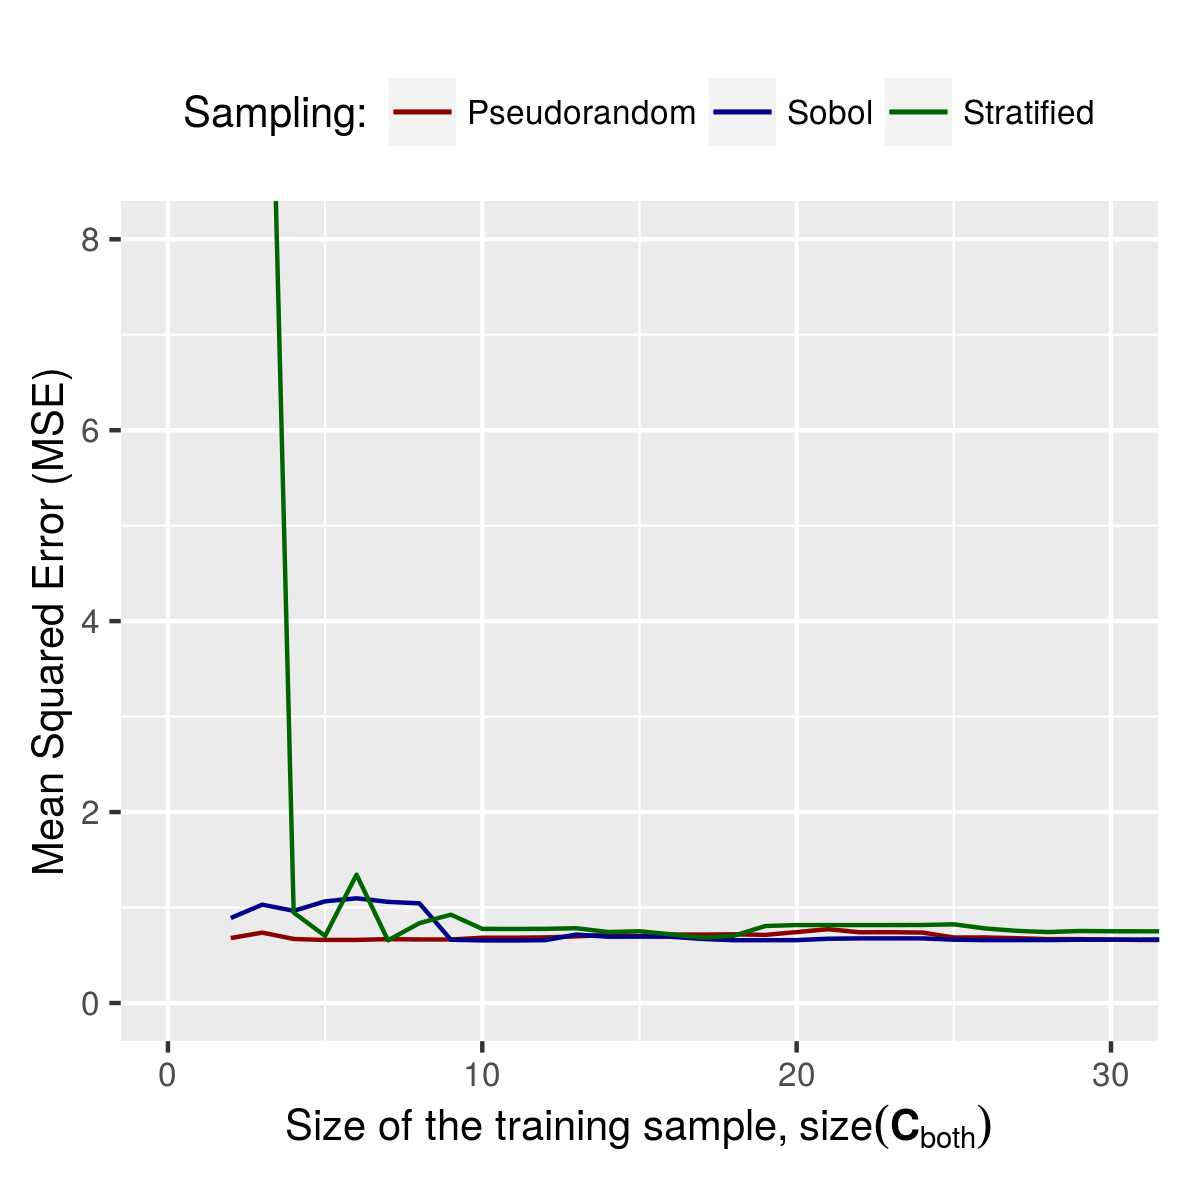 Sampling: Pseudorandom Sobol Stratified
8
6
4
2
0
Mean Squared Error (MSE)
0 10 20 30
Size of the training sample, size(C_both)